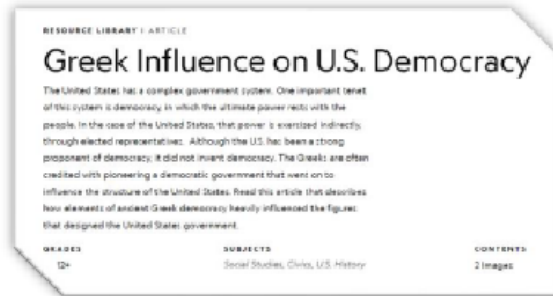 RESOURCE LIBRARY | ARTICLE
Greek Influence on U.S. Democracy
The United States has a complex government system. One important tenet
of this system is democracy, in which the ultimate power rests with the
people. In the case of the United States, that power is exercised indirectly,
through elected representatives. Although the U.S. has been a strong
proponent of democracy, it did not invent democracy. The Greeks are often
credited with pioneering a democratic government that went on to
influence the structure of the United States. Read this article that describes
how elements of ancient Greek democracy heavily influenced the figures
that designed the United States government.
GRADES SUBJECTS CONTENTS
12+ Social Studies, Civics, U.S. History 2 Images